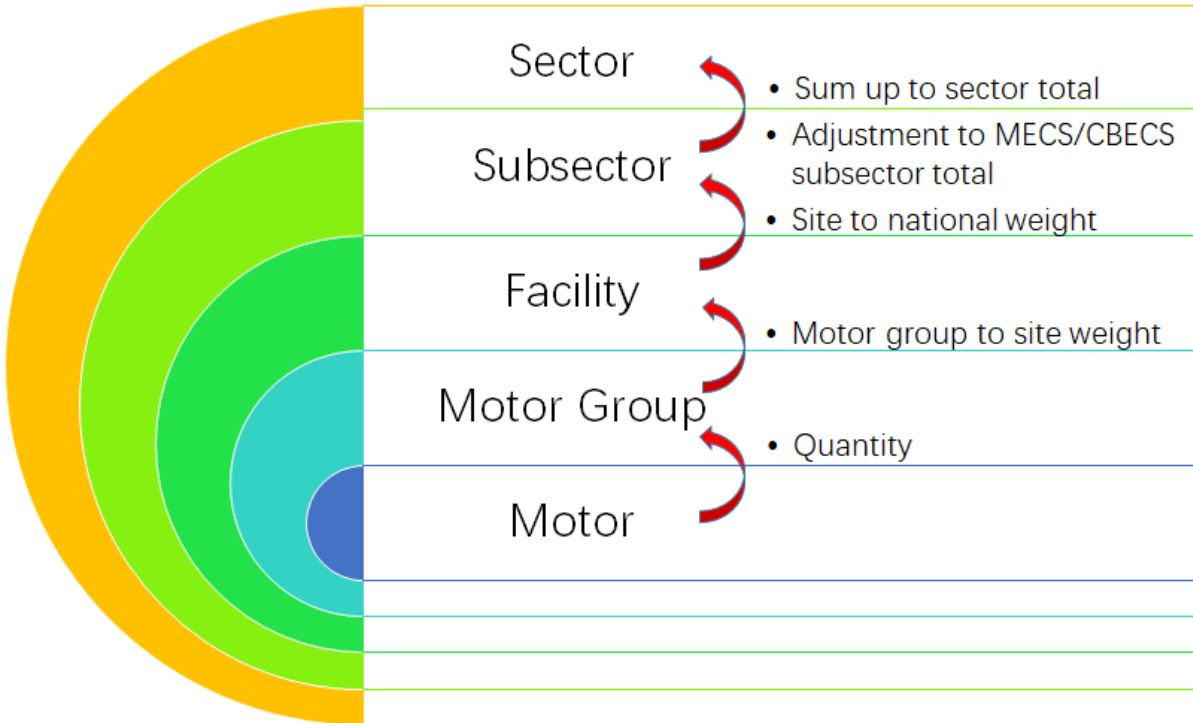 Sector
• Sum up to sector total
• Adjustment to MECS/CBECS
subsector total
Subsector
• Site to national weight
Facility
• Motor group to site weight
Motor Group
• Quantity
Motor